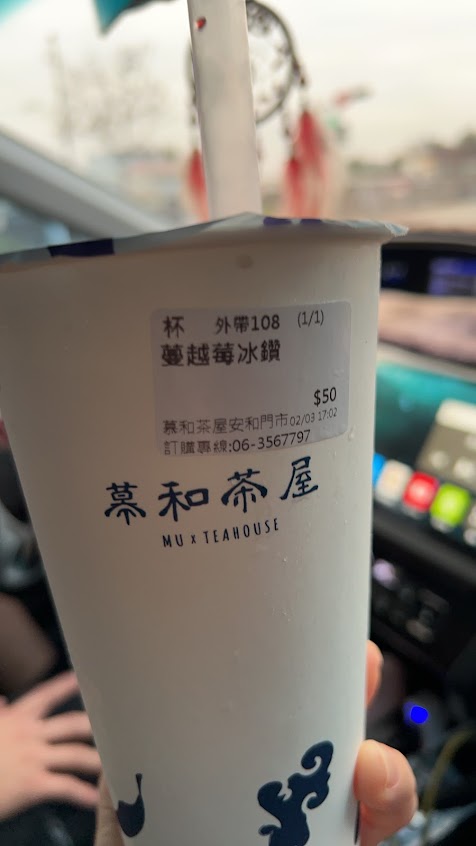 杯 外帶108 (1/1)
蔓越莓冰鑽
$50
慕和茶屋安和門市 02/03 17:02
訂購專線:06-3567797
慕和茶屋
MU x TEAHOUSE